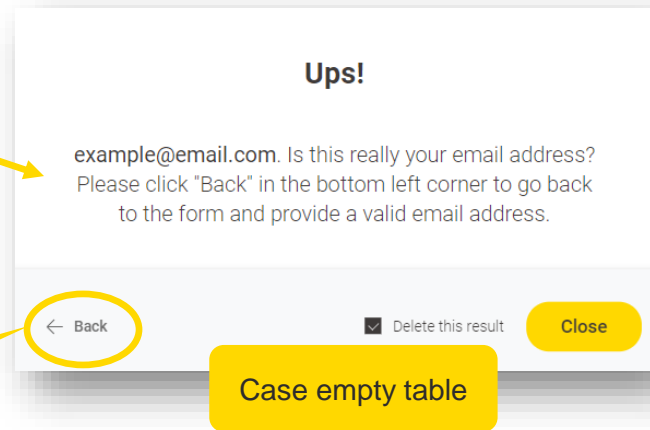 Ups!
example@email.com. Is this really your email address?
Please click "Back" in the bottom left corner to go back
to the form and provide a valid email address.
← Back
Delete this result
Close
Case empty table